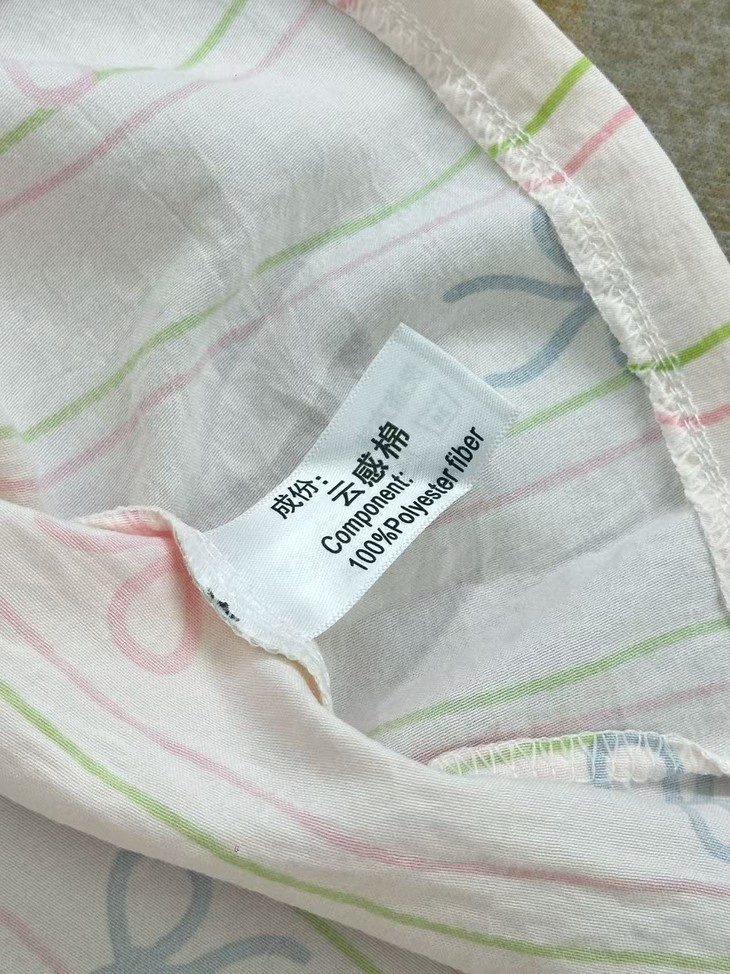 成份:
云感棉
Component:
100%Polyester fiber